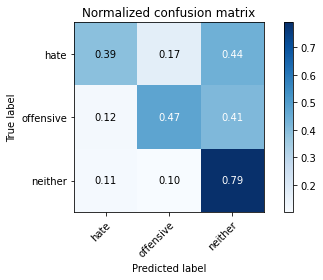 Normalized confusion matrix
True label
hate 0.39 0.17 0.44
offensive 0.12 0.47 0.41
neither 0.11 0.10 0.79
hate offensive neither
Predicted label
0.7
0.6
0.5
0.4
0.3
0.2